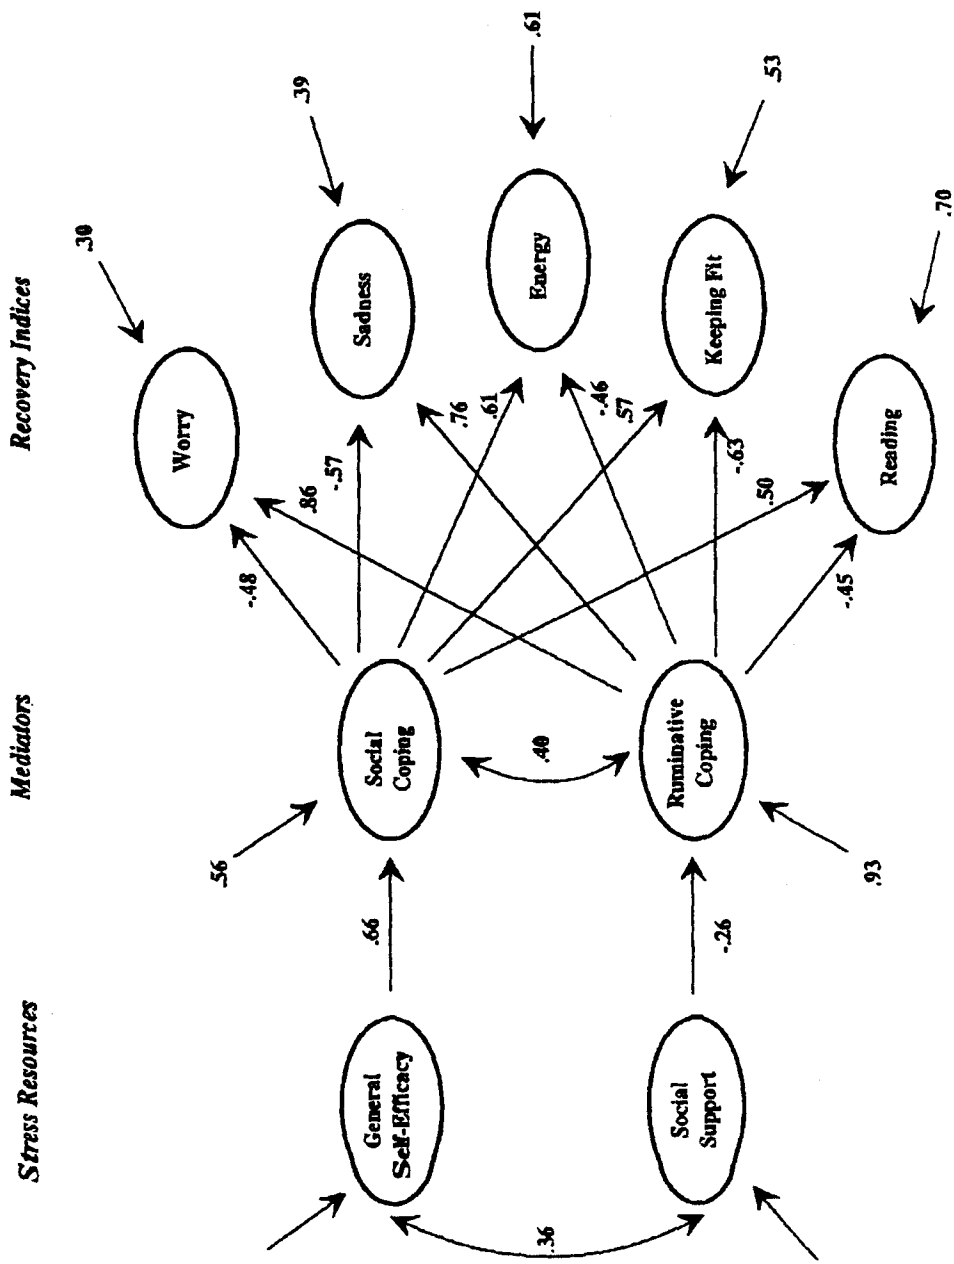 Stress Resources
Mediators
Recovery Indices
General
Self-Efficacy
Social
Support
.36
.66
-.26
.56
.93
Social
Coping
Ruminative
Coping
.40
-.48
.86
-.57
.76
.61
-.46
.57
-.63
.50
-.45
Worry
Sadness
Energy
Keeping Fit
Reading
.30
.39
.61
.53
.70